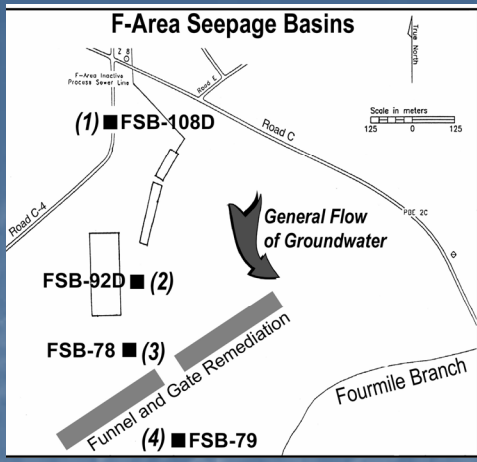 F-Area Seepage Basins
True North
F-Area Inactive
Process Sewer Line
Road E
(1) FSB-108D
Road C
Scale in meters
125 0 125
Road C-4
General Flow
of Groundwater
FSB-92D (2)
FSB-78 (3)
Funnel and Gate Remediation
Fourmile Branch
(4) FSB-79